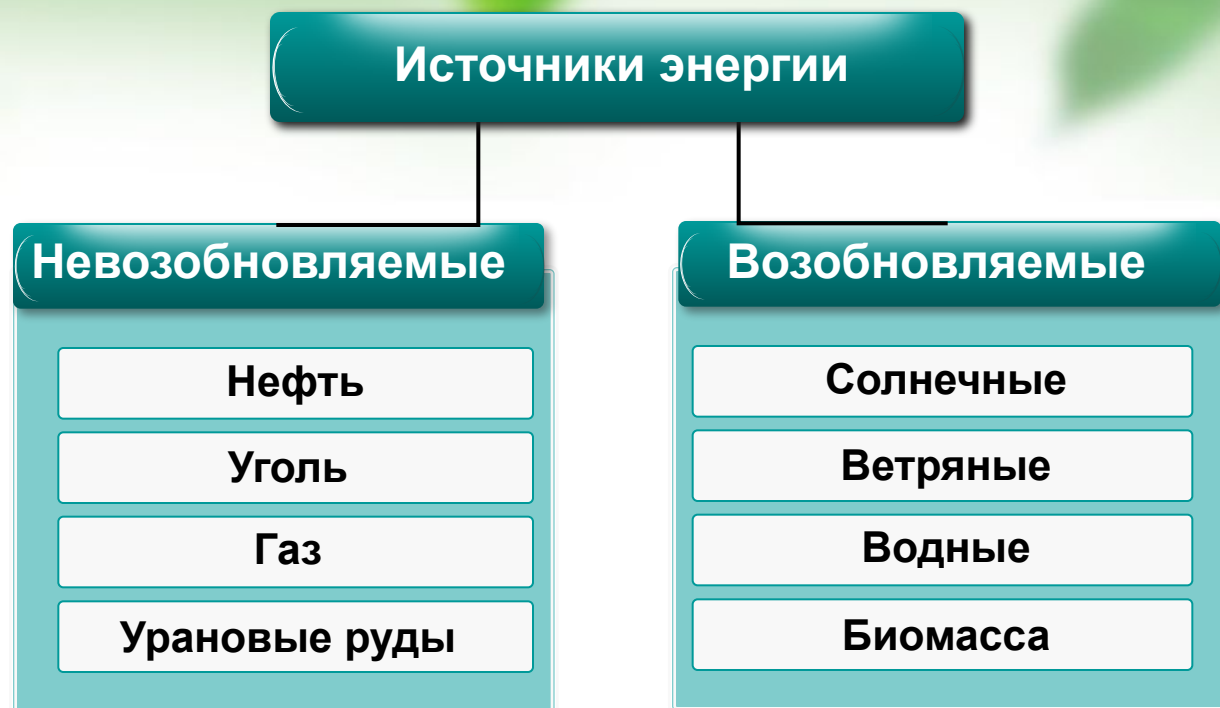 Источники энергии
Невозобновляемые
Нефть
Уголь
Газ
Урановые руды
Возобновляемые
Солнечные
Ветряные
Водные
Биомасса